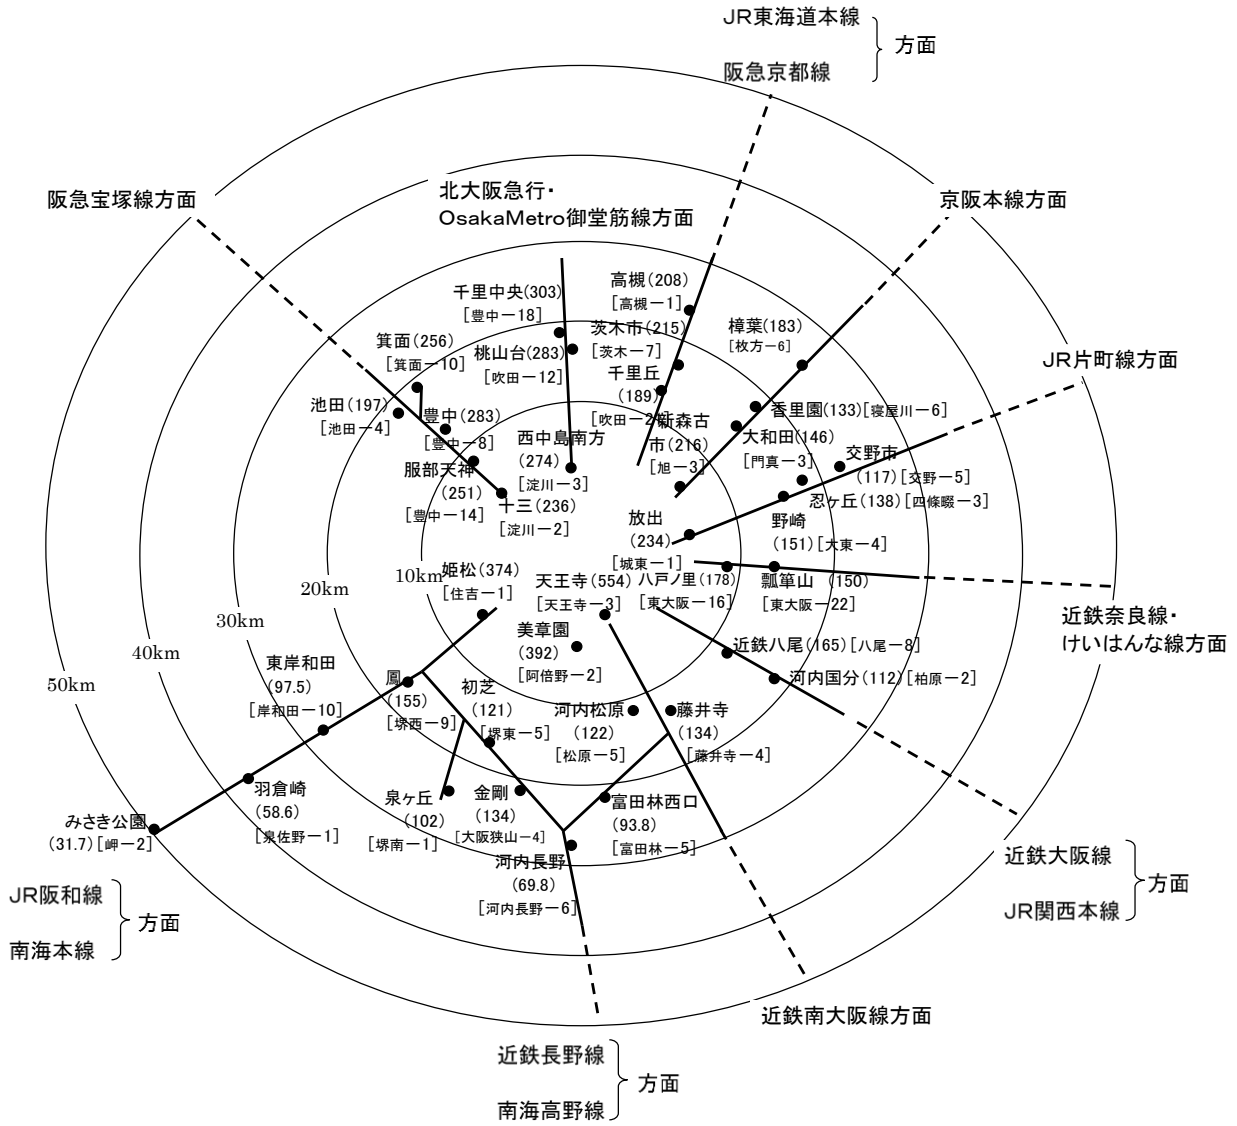 JR東海道本線
阪急京都線
方面
阪急宝塚線方面
北大阪急行・
OsakaMetro御堂筋線方面
京阪本線方面
高槻(208)
[高槻－1]
千里中央(303)
[豊中－18]
茨木市(215)
[茨木－7]
樟葉(183)
[枚方－6]
箕面(256)
[箕面－10]
桃山台(283)
[吹田－12]
千里丘
(189)
JR片町線方面
池田(197)
[池田－4]
豊中(283)
[豊中－8]
新森古
市(216)
[旭－3]
香里園(133)[寝屋川－6]
大和田(146)
[門真－3]
西中島南方
(274)
[淀川－3]
服部天神
(251)
[豊中－14]
十三(236)
[淀川－2]
交野市
(117)[交野－5]
忍ヶ丘(138)[四條畷－3]
放出
(234)
[城東－1]
野崎
(151)[大東－4]
10km
20km
30km
40km
50km
姫松(374)
[住吉－1]
天王寺(554)
[天王寺－3]
八戸ノ里(178)
[東大阪－16]
瓢箪山 (150)
[東大阪－22]
近鉄奈良線・
けいはんな線方面
美章園
(392)
[阿倍野－2]
近鉄八尾(165)[八尾－8]
河内国分(112)[柏原－2]
東岸和田
(97.5)
[岸和田－10]
鳳
(155)
[堺西－9]
初芝
(121)
[堺東－5]
河内松原
(122)
[松原－5]
藤井寺
(134)
[藤井寺－4]
羽倉崎
(58.6)
[泉佐野－1]
泉ヶ丘
(102)
[堺南－1]
金剛
(134)
[大阪狭山－4]
富田林西口
(93.8)
[富田林－5]
みさき公園
(31.7)[岬－2]
河内長野
(69.8)
[河内長野－6]
近鉄大阪線
JR関西本線
方面
JR阪和線
南海本線
方面
近鉄南大阪線方面
近鉄長野線
南海高野線
方面